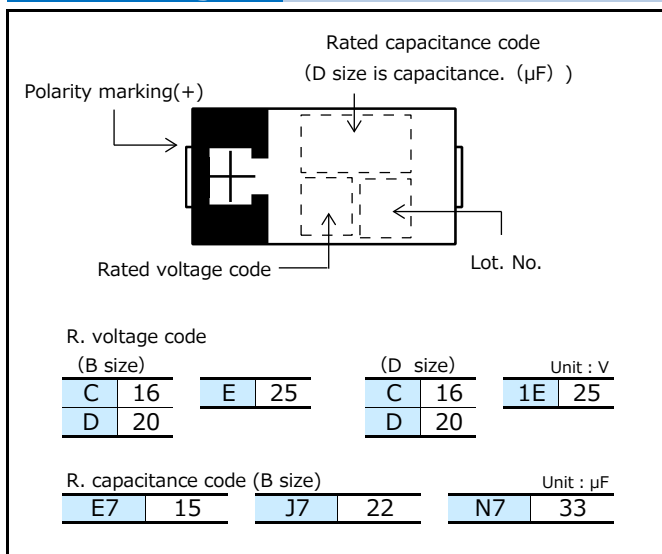 Rated capacitance code
（D size is capacitance.（μF））
Polarity marking(+)
Rated voltage code
Lot. No.
R. voltage code
（B size) （D size) Unit : V
C 16 E 25 C 16 1E 25
D 20 D 20
R. capacitance code (B size) Unit : μF
E7 15 J7 22 N7 33